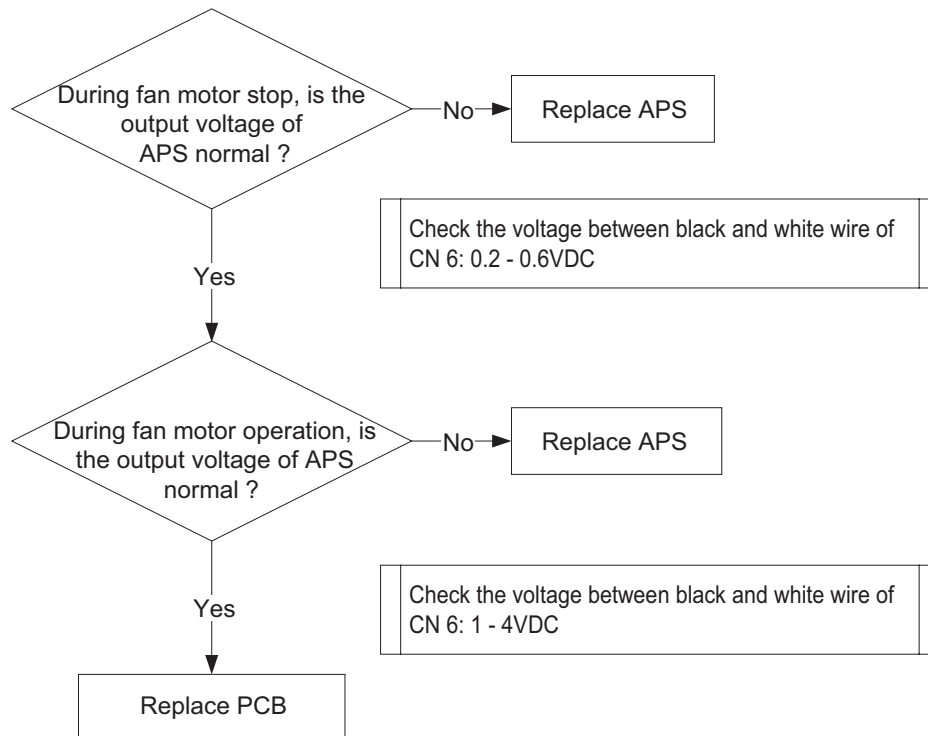 During fan motor stop, is the
output voltage of
APS normal ?
No
Replace APS
Check the voltage between black and white wire of
CN 6: 0.2 - 0.6VDC
Yes
During fan motor operation, is
the output voltage of APS
normal ?
No
Replace APS
Check the voltage between black and white wire of
CN 6: 1 - 4VDC
Yes
Replace PCB